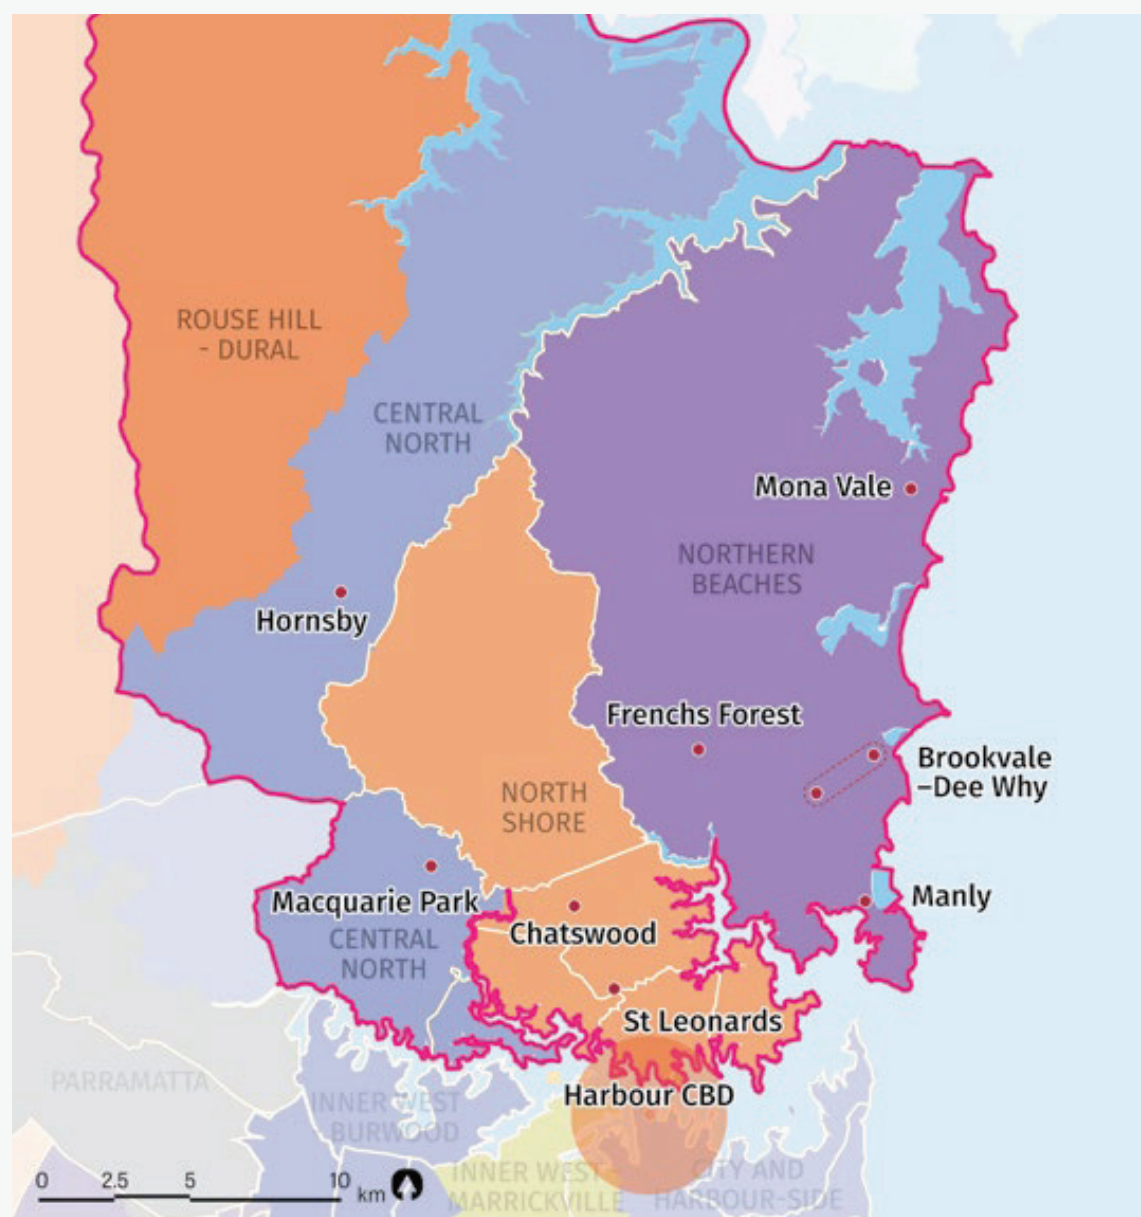 ROUSE HILL
- DURAL
CENTRAL
NORTH
Mona Vale
NORTHERN
BEACHES
Hornsby
Frenchs Forest
Brookvale
–Dee Why
NORTH
SHORE
Macquarie Park
Manly
Chatswood
CENTRAL
NORTH
St Leonards
PARRAMATTA
Harbour CBD
INNER WEST
- BURWOOD
INNER WEST -
MARRICKVILLE
CITY AND
HARBOUR-SIDE
0 2.5 5 10 km